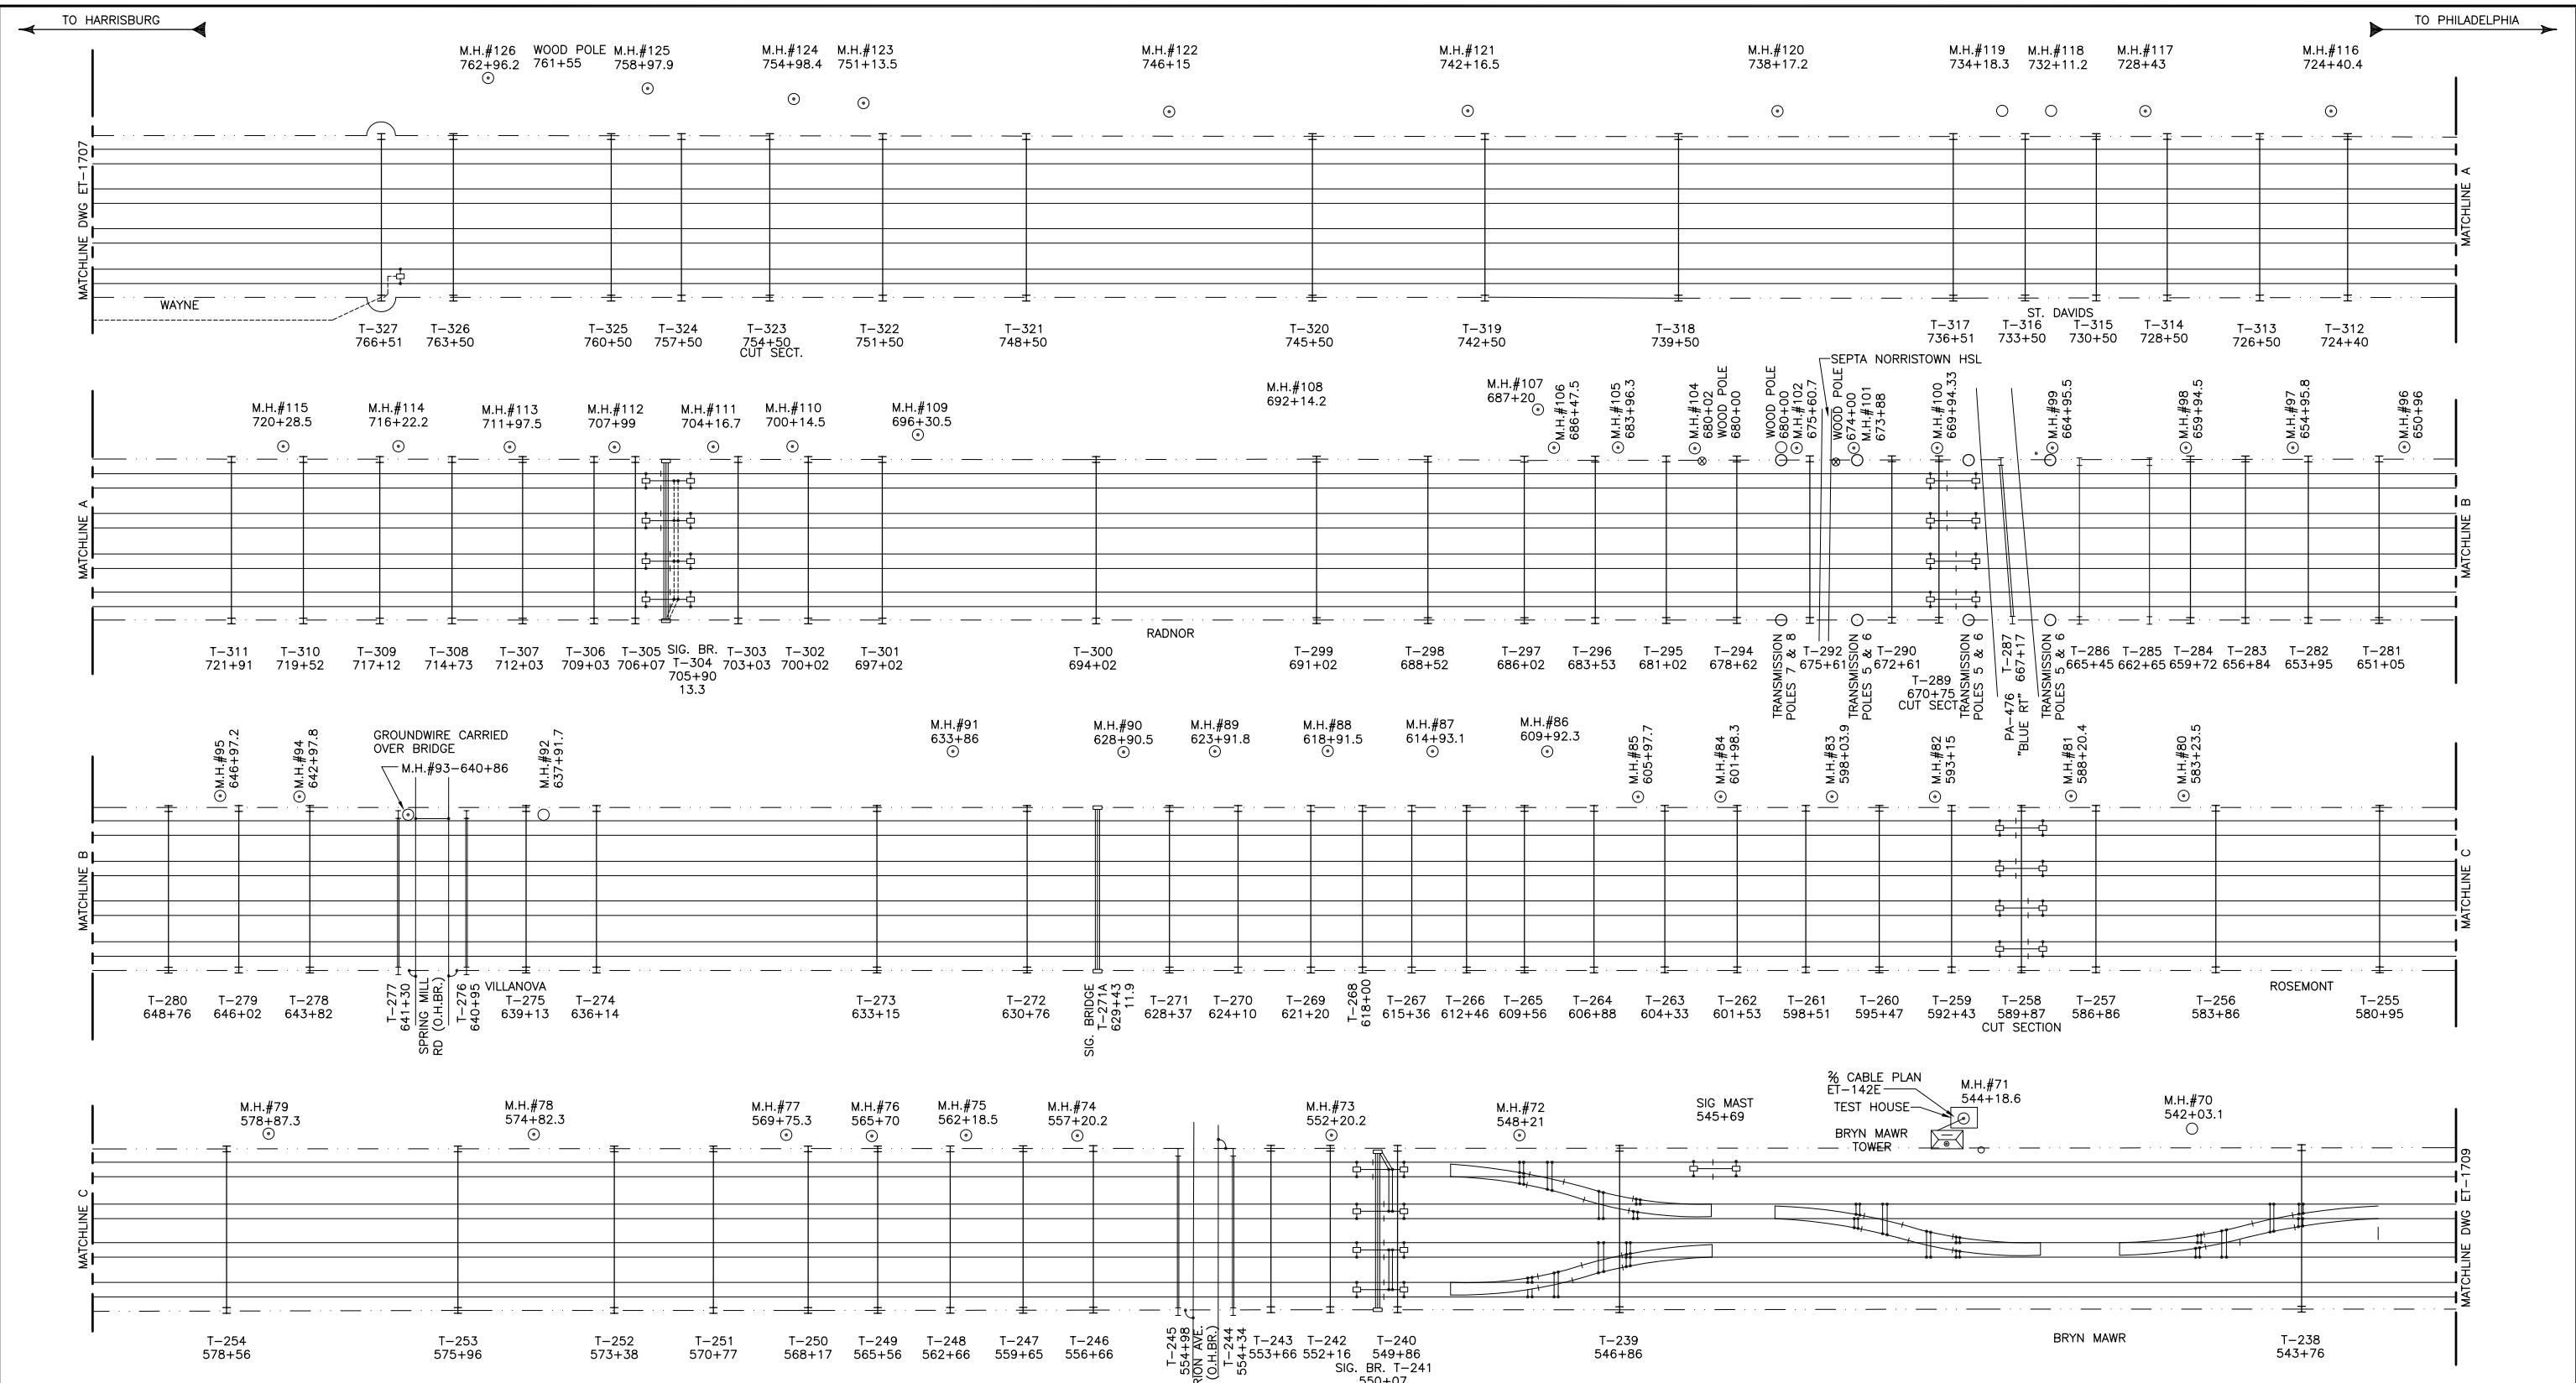 TO HARRISBURG
TO PHILADELPHIA
M.H.#126
762+96.2
WOOD POLE
761+55
M.H.#125
758+97.9
M.H.#124
754+98.4
M.H.#123
751+13.5
M.H.#122
746+15
M.H.#121
742+16.5
M.H.#120
738+17.2
M.H.#119
734+18.3
M.H.#118
732+11.2
M.H.#117
728+43
M.H.#116
724+40.4
MATCHLINE DWG ET-1707
MATCHLINE A
WAYNE
ST. DAVIDS
T-327
766+51
T-326
763+50
T-325
760+50
T-324
757+50
T-323
754+50
CUT SECT.
T-322
751+50
T-321
748+50
T-320
745+50
T-319
742+50
T-318
739+50
T-317
736+51
T-316
733+50
T-315
730+50
T-314
728+50
T-313
726+50
T-312
724+40
M.H.#115
720+28.5
M.H.#114
716+22.2
M.H.#113
711+97.5
M.H.#112
707+99
M.H.#111
704+16.7
M.H.#110
700+14.5
M.H.#109
696+30.5
M.H.#108
692+14.2
M.H.#107
687+20
M.H.#106
686+47.5
M.H.#105
683+96.3
M.H.#104
680+02
WOOD POLE
680+00
WOOD POLE
680+00
M.H.#102
675+60.7
SEPTA NORRISTOWN HSL
WOOD POLE
674+00
M.H.#101
673+88
M.H.#100
669+94.33
M.H.#99
664+95.5
M.H.#98
659+94.5
M.H.#97
654+95.8
M.H.#96
650+96
MATCHLINE A
MATCHLINE B
RADNOR
T-311
721+91
T-310
719+52
T-309
717+12
T-308
714+73
T-307
712+03
T-306
709+03
T-305
706+07
SIG. BR.
T-304
705+90
13.3
T-303
703+03
T-302
700+02
T-301
697+02
T-300
694+02
T-299
691+02
T-298
688+52
T-297
686+02
T-296
683+53
T-295
681+02
T-294
678+62
TRANSMISSION
POLES 7 & 8
T-292
675+61
TRANSMISSION
POLES 5 & 6
T-290
672+61
T-289
670+75
CUT SECT.
TRANSMISSION
POLES 5 & 6
PA-476
"BLUE RT"
T-287
667+17
TRANSMISSION
POLES 5 & 6
T-286
665+45
T-285
662+65
T-284
659+72
T-283
656+84
T-282
653+95
T-281
651+05
M.H.#95
646+97.2
M.H.#94
642+97.8
GROUNDWIRE CARRIED
OVER BRIDGE
M.H.#93-640+86
M.H.#92
637+91.7
M.H.#91
633+86
M.H.#90
628+90.5
M.H.#89
623+91.8
M.H.#88
618+91.5
M.H.#87
614+93.1
M.H.#86
609+92.3
M.H.#85
605+97.7
M.H.#84
601+98.3
M.H.#83
598+03.9
M.H.#82
593+15
M.H.#81
588+20.4
M.H.#80
583+23.5
MATCHLINE B
MATCHLINE C
VILLANOVA
ROSEMONT
T-280
648+76
T-279
646+02
T-278
643+82
T-277
641+30
SPRING MILL
RD (O.H.BR.)
T-276
640+95
T-275
639+13
T-274
636+14
T-273
633+15
T-272
630+76
SIG. BRIDGE
T-271A
629+43
11.9
T-271
628+37
T-270
624+10
T-269
621+20
T-268
618+00
T-267
615+36
T-266
612+46
T-265
609+56
T-264
606+88
T-263
604+33
T-262
601+53
T-261
598+51
T-260
595+47
T-259
592+43
T-258
589+87
CUT SECTION
T-257
586+86
T-256
583+86
T-255
580+95
M.H.#79
578+87.3
M.H.#78
574+82.3
M.H.#77
569+75.3
M.H.#76
565+70
M.H.#75
562+18.5
M.H.#74
557+20.2
M.H.#73
552+20.2
M.H.#72
548+21
SIG MAST
545+69
CABLE PLAN
ET-142E
TEST HOUSE
BRYN MAWR
TOWER
M.H.#71
544+18.6
M.H.#70
542+03.1
MATCHLINE C
MATCHLINE DWG ET-1709
T-254
578+56
T-253
575+96
T-252
573+38
T-251
570+77
T-250
568+17
T-249
565+56
T-248
562+66
T-247
559+65
T-246
556+66
T-245
554+98
AVE.
(O.H.BR.)
T-244
554+34
T-243
553+66
T-242
552+16
T-240
549+86
SIG. BR. T-241
550+07
T-239
546+86
BRYN MAWR
T-238
543+76